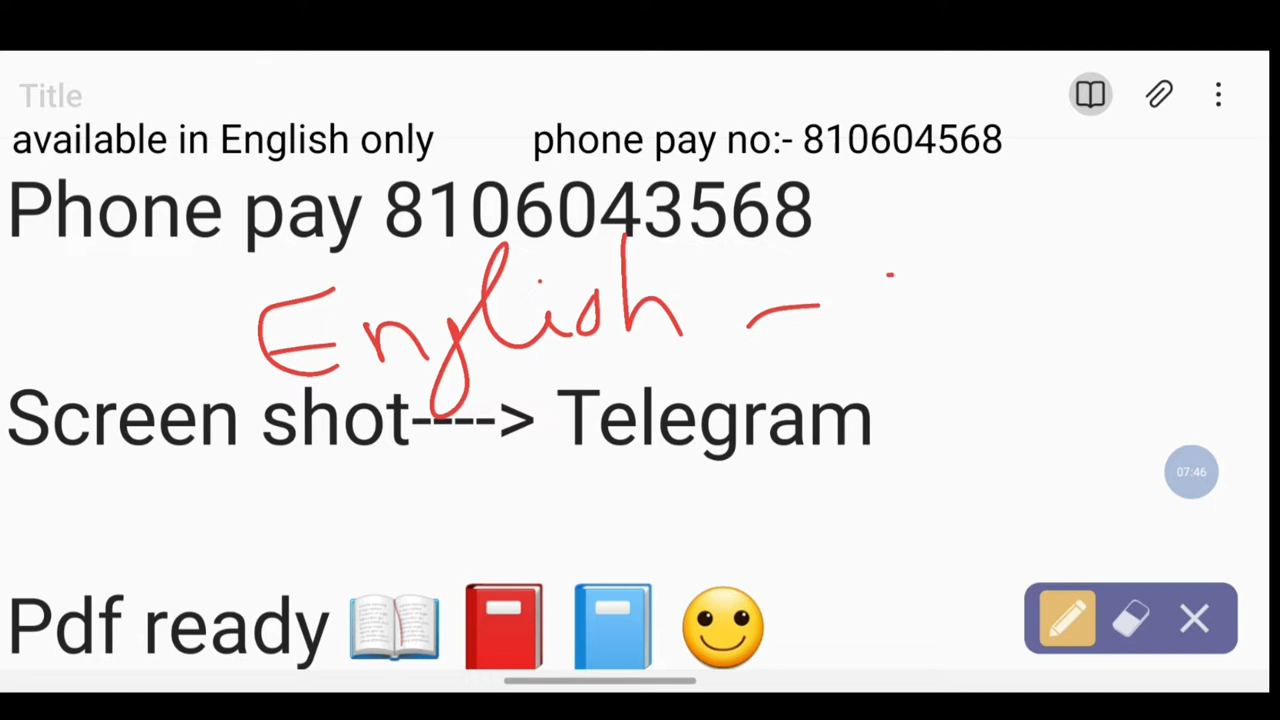 Title
available in English only phone pay no:- 810604568
Phone pay 8106043568
English -
Screen shot----> Telegram
07:46
Pdf ready